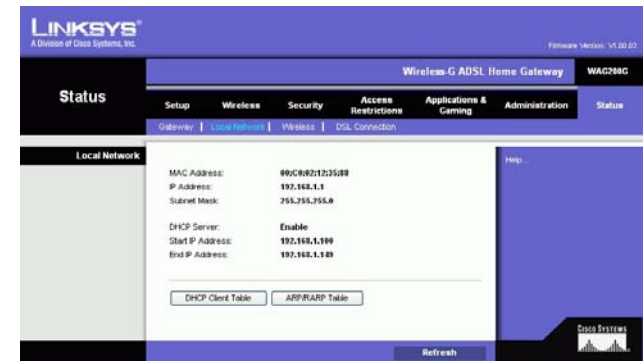 LINKSYS®
A Division of Cisco Systems, Inc.
Firmware Version: V1.00.03
Wireless-G ADSL Home Gateway
WAG200G
Status
Setup
Wireless
Security
Access Restrictions
Applications & Gaming
Administration
Status
Gateway | Local Network | Wireless | DSL Connection
Local Network
MAC Address: 00:C0:02:12:35:88
IP Address: 192.168.1.1
Subnet Mask: 255.255.255.0
DHCP Server: Enable
Start IP Address: 192.168.1.100
End IP Address: 192.168.1.149
DHCP Client Table
ARP/RARP Table
Help...
Refresh
CISCO SYSTEMS